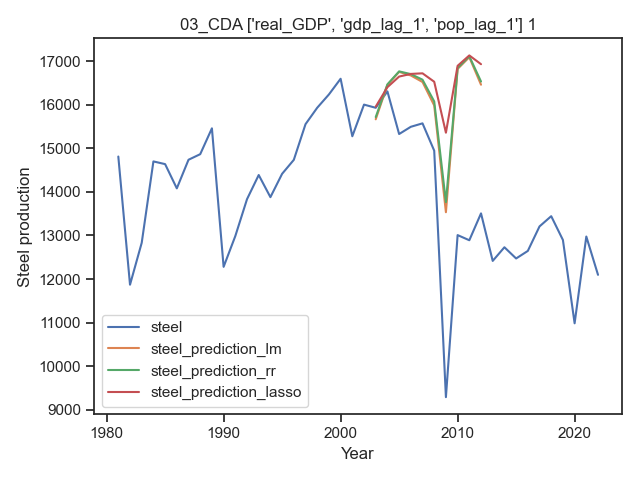 03_CDA ['real_GDP', 'gdp_lag_1', 'pop_lag_1'] 1
17000
16000
15000
14000
13000
12000
11000
10000
9000
Steel production
steel
steel_prediction_lm
steel_prediction_rr
steel_prediction_lasso
1980
1990
2000
2010
2020
Year